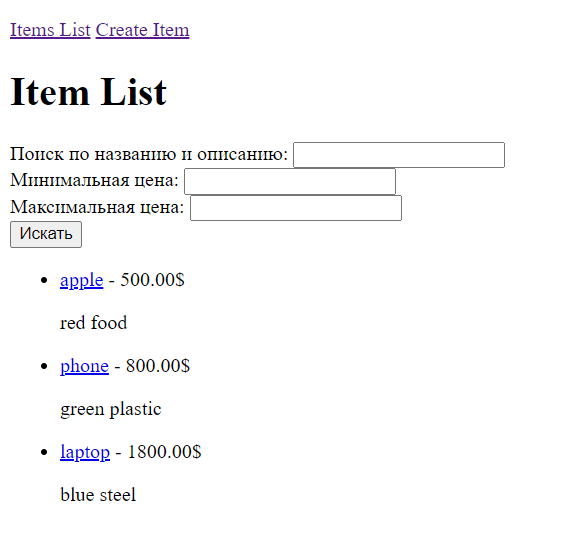 Items List Create Item
Item List
Поиск по названию и описанию:
Минимальная цена:
Максимальная цена:
Искать
apple - 500.00$
red food
phone - 800.00$
green plastic
laptop - 1800.00$
blue steel